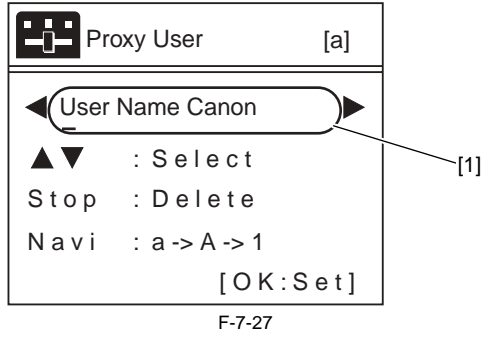 Proxy User [a]
User Name Canon
[1]
▲▼ : Select
Stop : Delete
Navi : a -> A -> 1
[OK:Set]
F-7-27